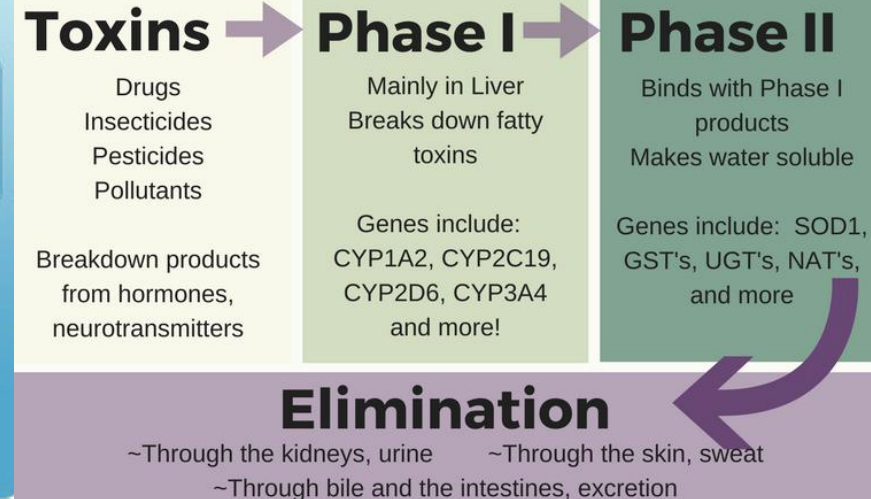 Toxins
Drugs
Insecticides
Pesticides
Pollutants
Breakdown products
from hormones,
neurotransmitters
Phase I
Mainly in Liver
Breaks down fatty
toxins
Genes include:
CYP1A2, CYP2C19,
CYP2D6, CYP3A4
and more!
Phase II
Binds with Phase I
products
Makes water soluble
Genes include: SOD1,
GST's, UGT's, NAT's,
and more
Elimination
~Through the kidneys, urine ~Through the skin, sweat
~Through bile and the intestines, excretion